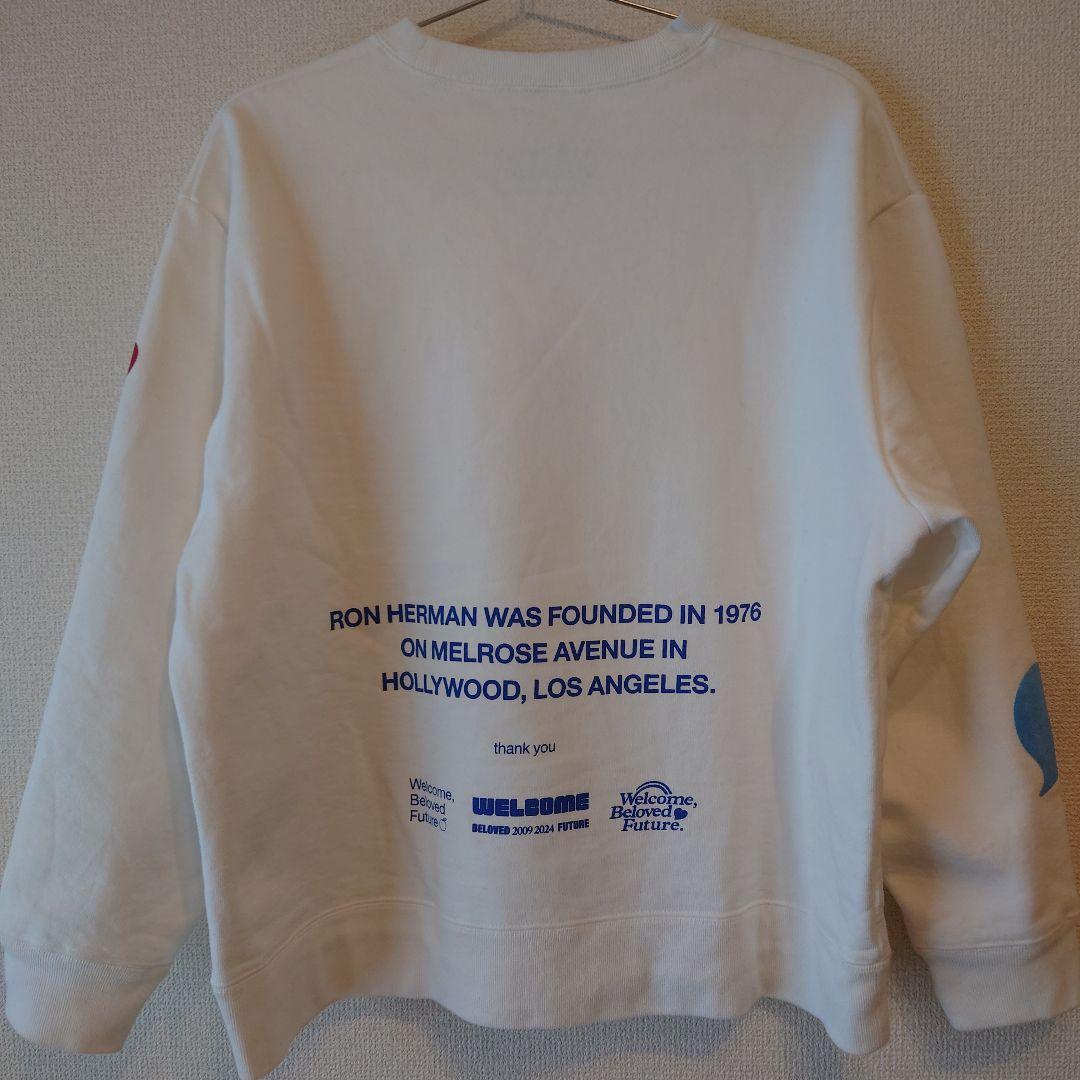 RON HERMAN WAS FOUNDED IN 1976
ON MELROSE AVENUE IN
HOLLYWOOD, LOS ANGELES.
thank you
Welcome,
Beloved
Future
WELCOME
BELOVED 2009 2024 FUTURE
Welcome,
Beloved
Future.